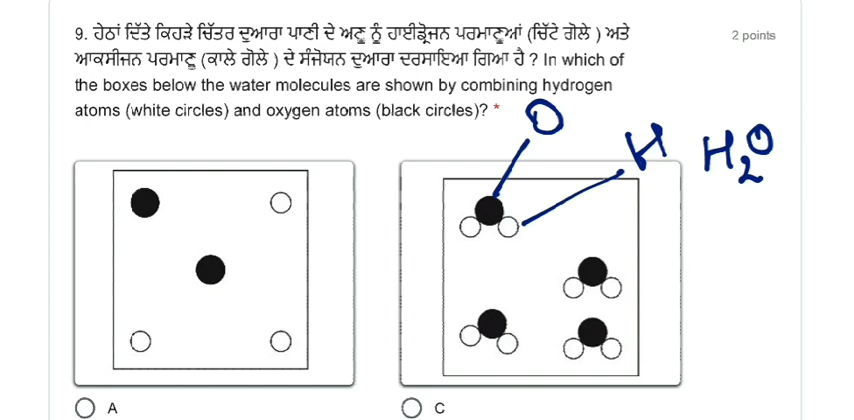 9. ਹੇਠਾਂ ਦਿੱਤੇ ਕਿਹੜੇ ਚਿੱਤਰ ਦੁਆਰਾ ਪਾਣੀ ਦੇ ਅਣੂ ਨੂੰ ਹਾਈਡ੍ਰੋਜਨ ਪਰਮਾਣੂਆਂ (ਚਿੱਟੇ ਗੋਲੇ ) ਅਤੇ
2 points
ਆਕਸੀਜਨ ਪਰਮਾਣੂ (ਕਾਲੇ ਗੋਲੇ ) ਦੇ ਸੰਜੋਯਨ ਦੁਆਰਾ ਦਰਸਾਇਆ ਗਿਆ ਹੈ ? In which of
the boxes below the water molecules are shown by combining hydrogen
atoms (white circles) and oxygen atoms (black circles)? *
O
H
H₂O
A
C